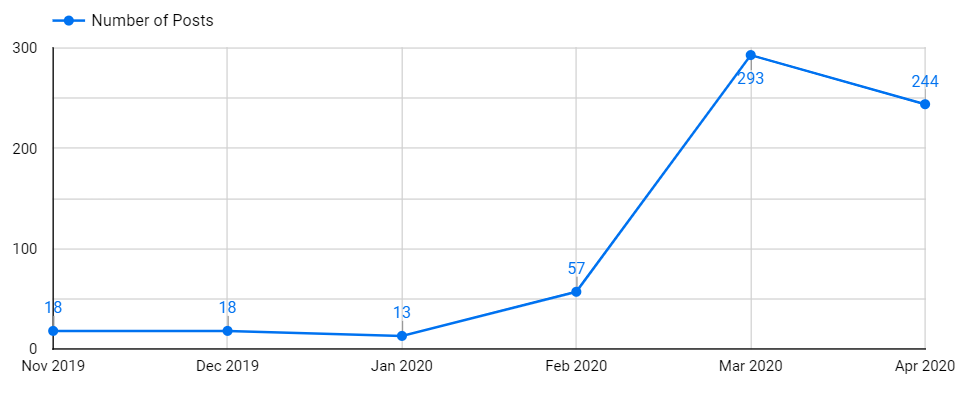 Number of Posts
300
293
244
200
100
57
18
18
13
0
Nov 2019
Dec 2019
Jan 2020
Feb 2020
Mar 2020
Apr 2020